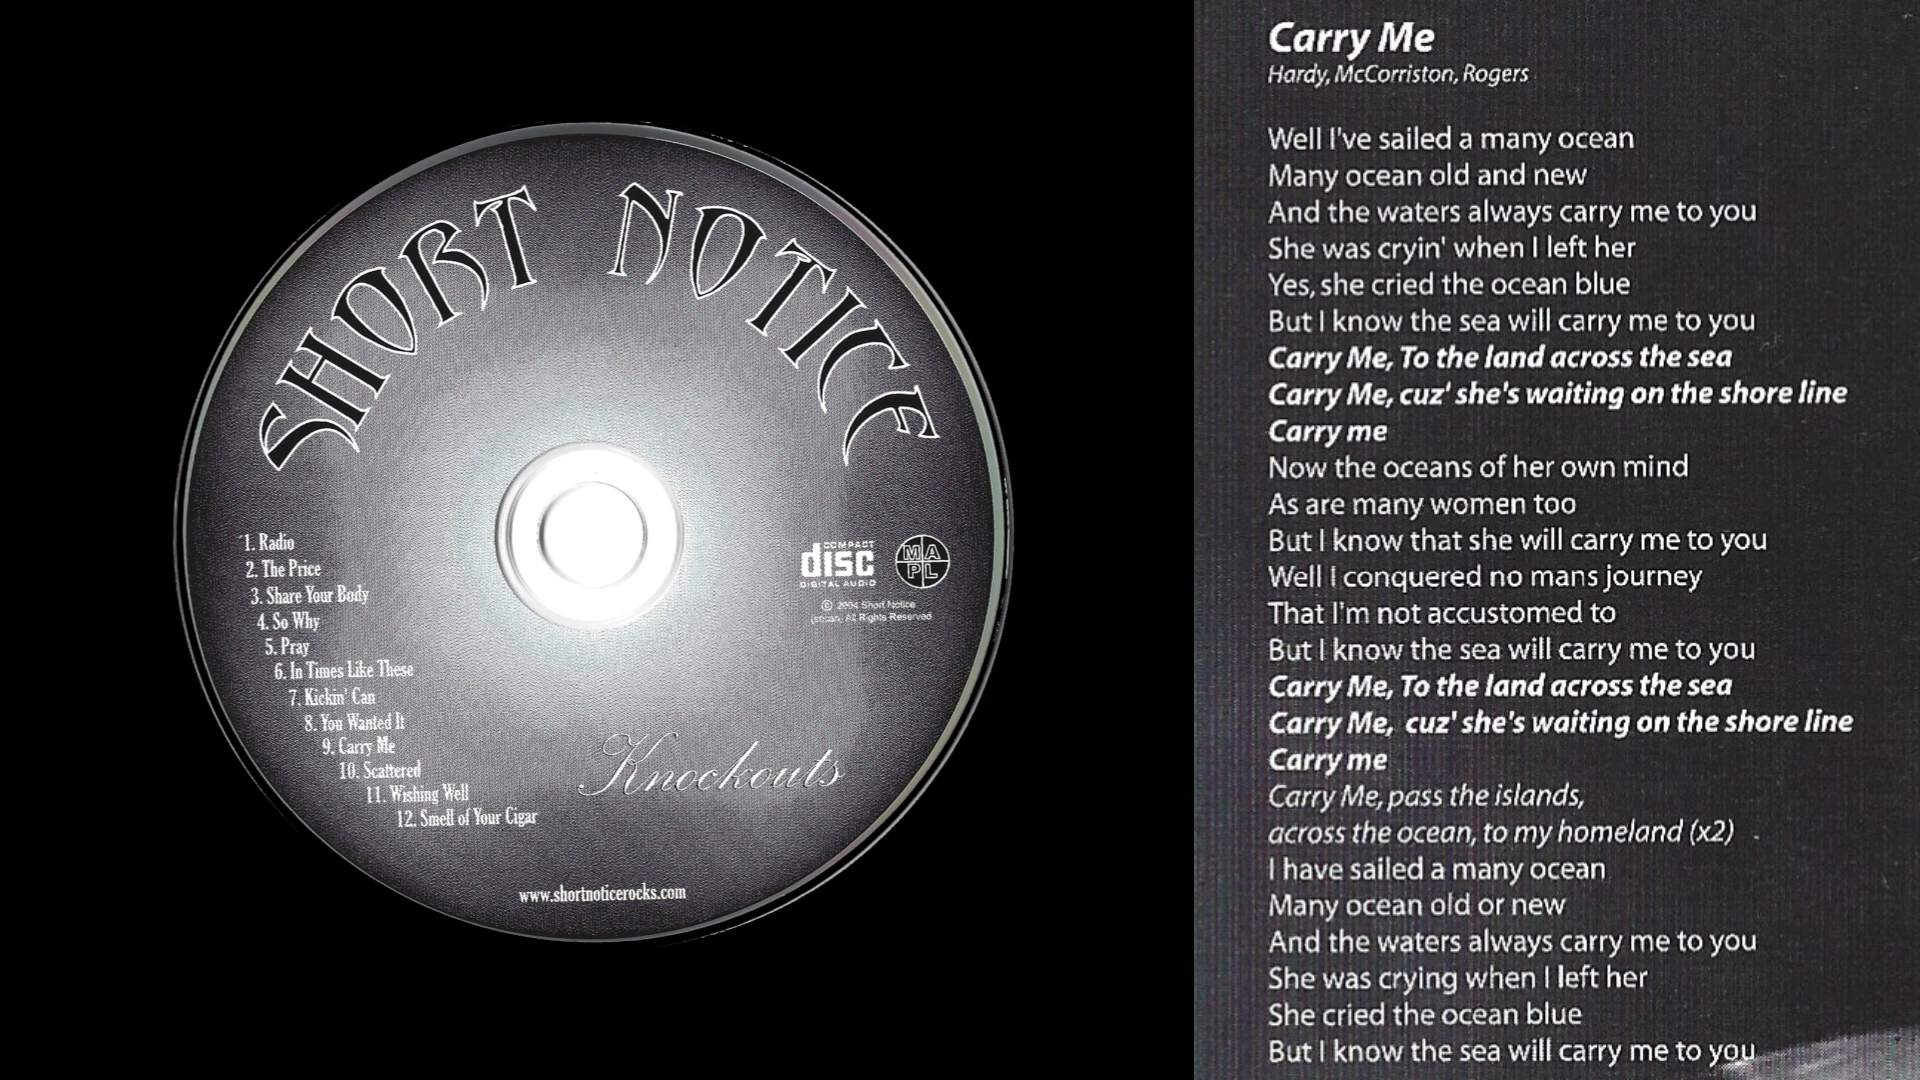 SHORT NOTICE
1. Radio
2. The Price
3. Share Your Body
4. So Why
5. Pray
6. In Times Like These
7. Kickin' Can
8. You Wanted It
9. Carry Me
10. Scattered
11. Wishing Well
12. Smell of Your Cigar
COMPACT
disc
DIGITAL AUDIO
MA
PL
© 2004 Short Notice
All Rights Reserved
Knockouts
www.shortnoticerocks.com
Carry Me
Hardy, McCorriston, Rogers
Well I've sailed a many ocean
Many ocean old and new
And the waters always carry me to you
She was cryin' when I left her
Yes, she cried the ocean blue
But I know the sea will carry me to you
Carry Me, To the land across the sea
Carry Me, cuz' she's waiting on the shore line
Carry me
Now the oceans of her own mind
As are many women too
But I know that she will carry me to you
Well I conquered no mans journey
That I'm not accustomed to
But I know the sea will carry me to you
Carry Me, To the land across the sea
Carry Me, cuz' she's waiting on the shore line
Carry me
Carry Me, pass the islands,
across the ocean, to my homeland (x2)
I have sailed a many ocean
Many ocean old or new
And the waters always carry me to you
She was crying when I left her
She cried the ocean blue
But I know the sea will carry me to you